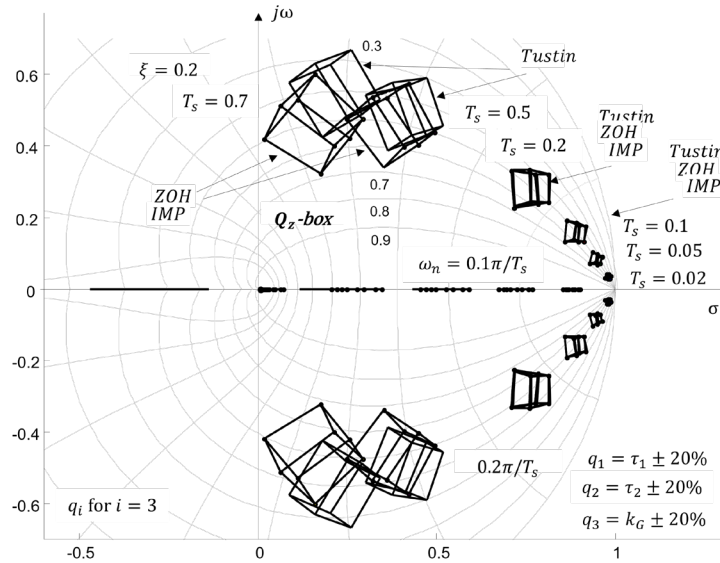 jω
0.3
Tustin
0.6
ξ = 0.2
T_s = 0.7
T_s = 0.5
Tustin
ZOH
IMP
0.4
T_s = 0.2
Tustin
ZOH
IMP
0.7
ZOH
IMP
0.8
0.2
Q_z-box
T_s = 0.1
0.9
T_s = 0.05
ω_n = 0.1π/T_s
T_s = 0.02
0
σ
-0.2
-0.4
0.2π/T_s
q_1 = τ_1 ± 20%
q_2 = τ_2 ± 20%
-0.6
q_i for i = 3
q_3 = k_G ± 20%
-0.5
0
0.5
1